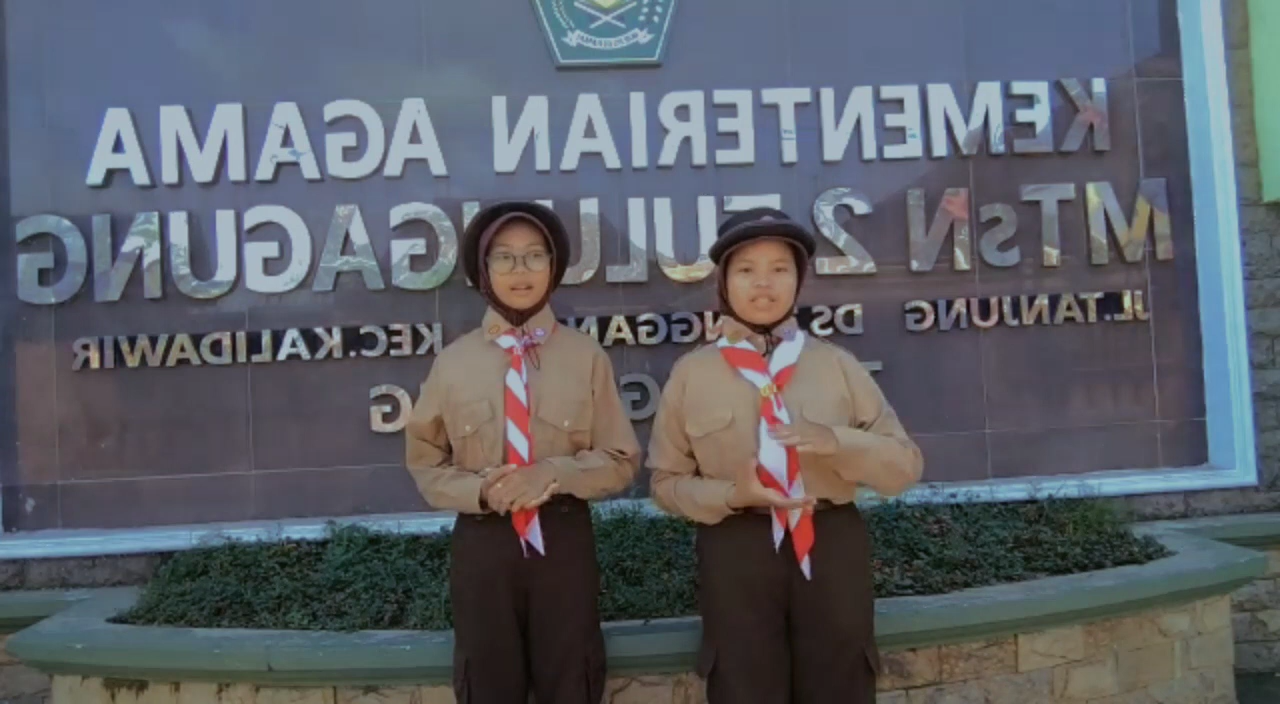 KEMENTERIAN AGAMA
MTsN 2 TULUNGAGUNG
JL.TANJUNG DS. KEC.KALIDAWIR